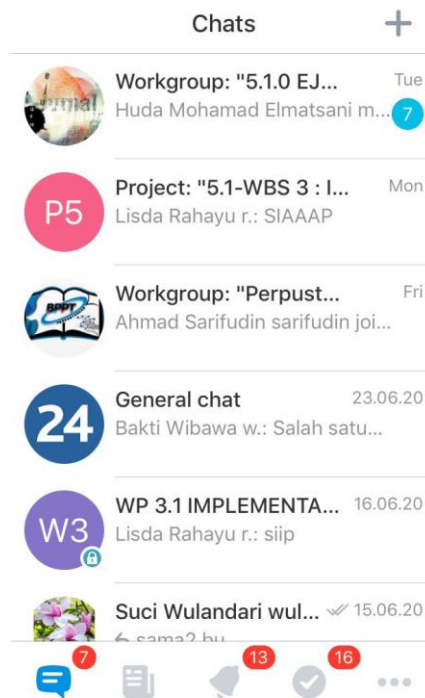 Chats
Workgroup: "5.1.0 EJ... Tue
Huda Mohamad Elmatsani m... 7
P5
Project: "5.1-WBS 3 : I... Mon
Lisda Rahayu r.: SIAAAP
BPPT
Workgroup: "Perpust... Fri
Ahmad Sarifudin sarifudin joi...
24
General chat 23.06.20
Bakti Wibawa w.: Salah satu...
W3
WP 3.1 IMPLEMENTA... 16.06.20
Lisda Rahayu r.: siip
Suci Wulandari wul... 15.06.20
sama2 bu
7 13 16